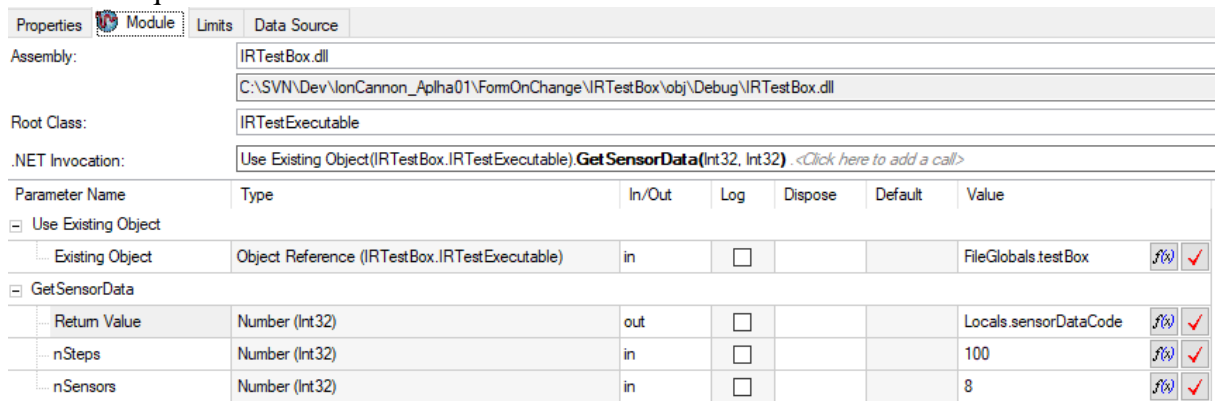 Properties Module Limits Data Source
Assembly: IRTestBox.dll
C:\SVN\Dev\IonCannon_Aplha01\FormOnChange\IRTestBox\obj\Debug\IRTestBox.dll
Root Class: IRTestExecutable
.NET Invocation: Use Existing Object(IRTestBox.IRTestExecutable).GetSensorData(Int32, Int32) .<Click here to add a call>
Parameter Name Type In/Out Log Dispose Default Value
Use Existing Object
Existing Object Object Reference (IRTestBox.IRTestExecutable) in FileGlobals.testBox f(x)
GetSensorData
Return Value Number (Int32) out Locals.sensorDataCode f(x)
nSteps Number (Int32) in 100 f(x)
nSensors Number (Int32) in 8 f(x)